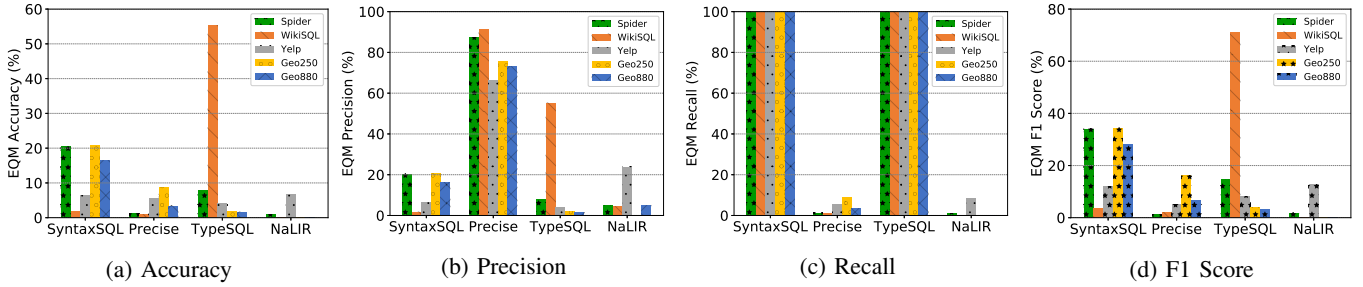 EQM Accuracy (%)
60
50
40
30
20
10
0
Spider
WikiSQL
Yelp
Geo250
Geo880
SyntaxSQL Precise TypeSQL NaLIR
(a) Accuracy
EQM Precision (%)
100
80
60
40
20
0
Spider
WikiSQL
Yelp
Geo250
Geo880
SyntaxSQL Precise TypeSQL NaLIR
(b) Precision
EQM Recall (%)
100
80
60
40
20
0
Spider
WikiSQL
Yelp
Geo250
Geo880
SyntaxSQL Precise TypeSQL NaLIR
(c) Recall
EQM F1 Score (%)
80
60
40
20
0
Spider
WikiSQL
Yelp
Geo250
Geo880
SyntaxSQL Precise TypeSQL NaLIR
(d) F1 Score